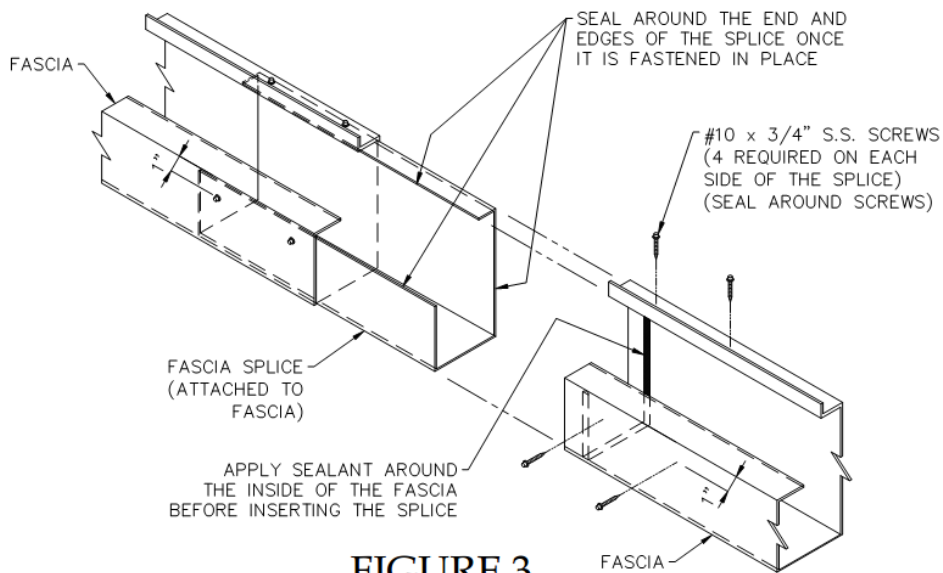 SEAL AROUND THE END AND
EDGES OF THE SPLICE ONCE
IT IS FASTENED IN PLACE
FASCIA
#10 x 3/4" S.S. SCREWS
(4 REQUIRED ON EACH
SIDE OF THE SPLICE)
(SEAL AROUND SCREWS)
1"
FASCIA SPLICE
(ATTACHED TO
FASCIA)
APPLY SEALANT AROUND
THE INSIDE OF THE FASCIA
BEFORE INSERTING THE SPLICE
1"
FASCIA
FIGURE 3